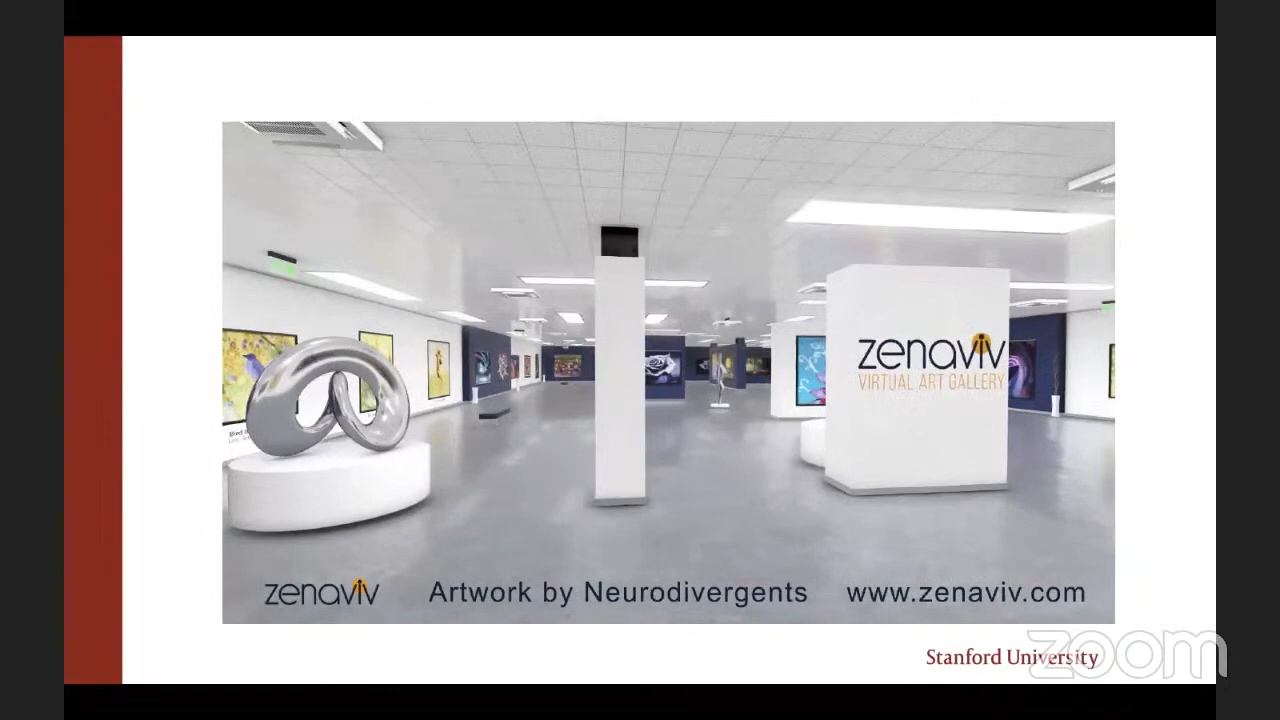 zenaviv
VIRTUAL ART GALLERY
zenaviv Artwork by Neurodivergents www.zenaviv.com
Stanford University
zoom